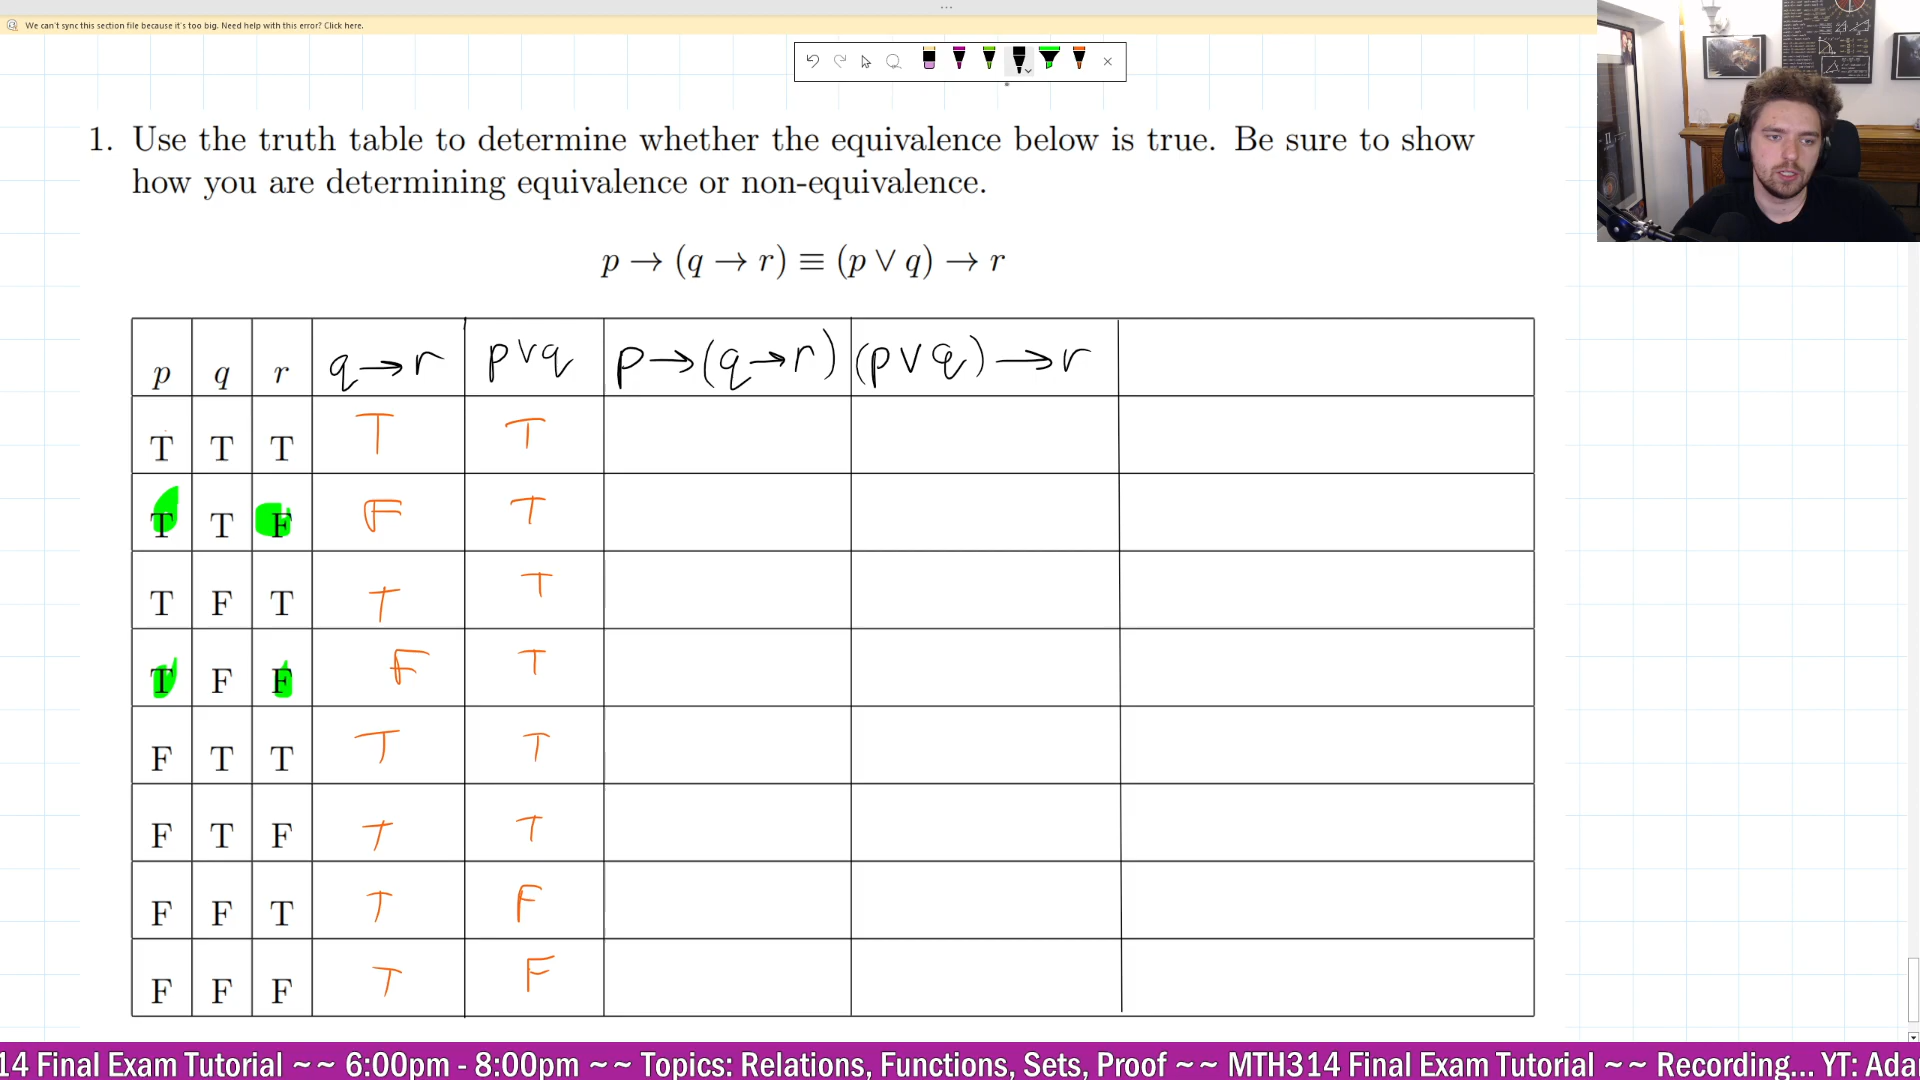 We can't sync this section file because it's too big. Need help with this error? Click here.
1. Use the truth table to determine whether the equivalence below is true. Be sure to show
how you are determining equivalence or non-equivalence.
p → (q → r) ≡ (p ∨ q) → r
p q r q→r p∨q p→(q→r) (p∨q)→r
T T T T T
T T F F T
T F T T T
T F F F T
F T T T T
F T F T T
F F T T F
F F F T F
14 Final Exam Tutorial ~~ 6:00pm - 8:00pm ~~ Topics: Relations, Functions, Sets, Proof ~~ MTH314 Final Exam Tutorial ~~ Recording... YT: Ada